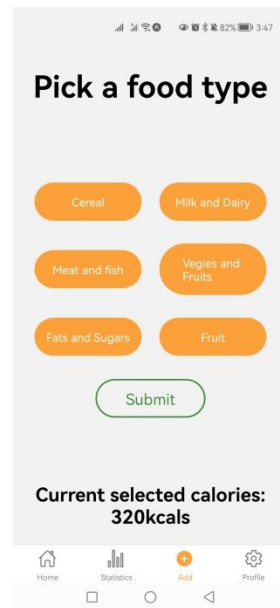 82% 3:47
Pick a food type
Cereal
Milk and Dairy
Meat and fish
Vegies and
Fruits
Fats and Sugars
Fruit
Submit
Current selected calories:
320kcals
Home Statistics Add Profile